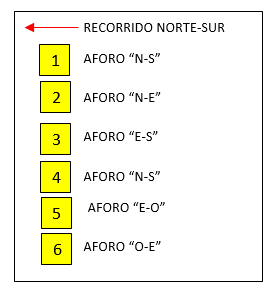 RECORRIDO NORTE-SUR
1 AFORO “N-S”
2 AFORO “N-E”
3 AFORO “E-S”
4 AFORO “N-S”
5 AFORO “E-O”
6 AFORO “O-E”